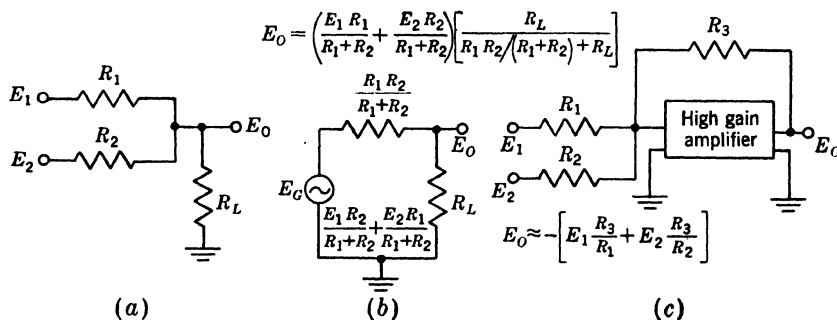 E_O = (E_1 R_1 / (R_1+R_2) + E_2 R_2 / (R_1+R_2)) [R_L / (R_1 R_2 / (R_1+R_2) + R_L)]
E_1
R_1
E_2
R_2
E_O
R_L
(a)
R_1 R_2 / (R_1+R_2)
E_O
E_G
R_L
E_1 R_2 / (R_1+R_2) + E_2 R_1 / (R_1+R_2)
(b)
R_3
E_1
R_1
E_2
R_2
High gain
amplifier
E_O
E_O ≈ -[E_1 R_3/R_1 + E_2 R_3/R_2]
(c)